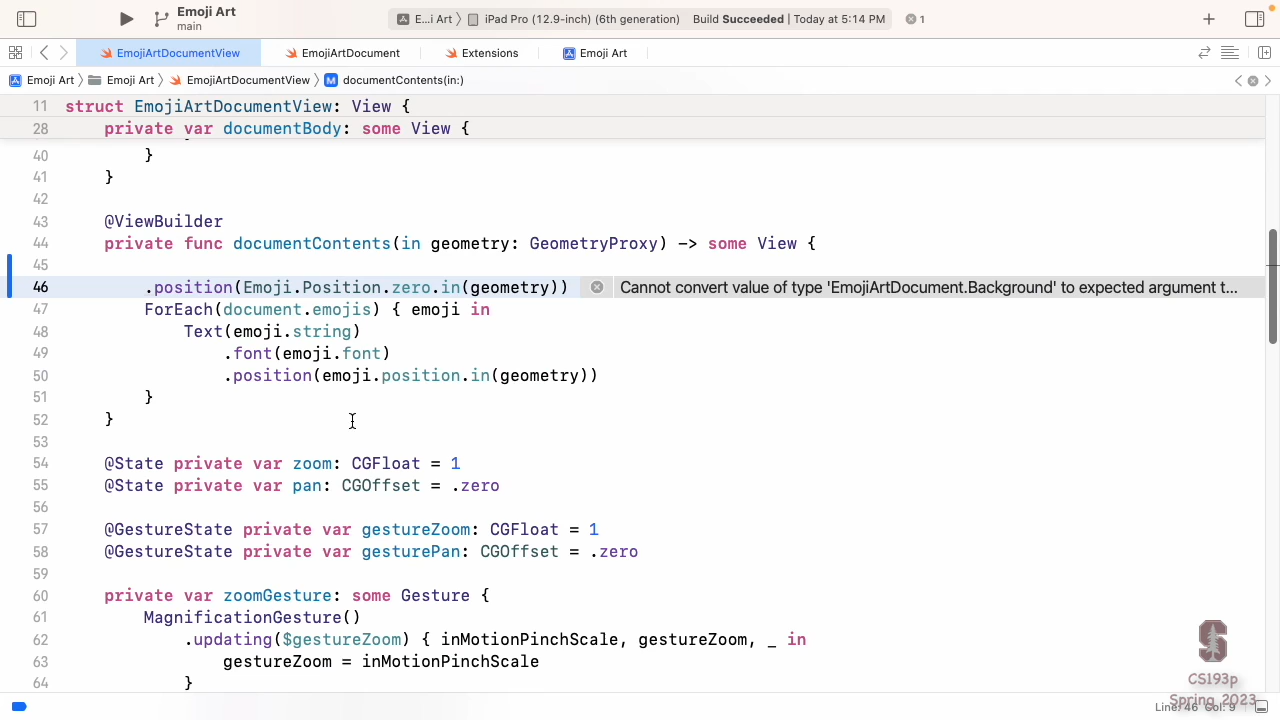 Emoji Art
main
E...i Art 〉 iPad Pro (12.9-inch) (6th generation)
Build Succeeded | Today at 5:14 PM
1
EmojiArtDocumentView
EmojiArtDocument
Extensions
Emoji Art
Emoji Art 〉 Emoji Art 〉 EmojiArtDocumentView 〉 M documentContents(in:)
11 struct EmojiArtDocumentView: View {
28 private var documentBody: some View {
40 }
41 }
42
43 @ViewBuilder
44 private func documentContents(in geometry: GeometryProxy) -> some View {
45
46 .position(Emoji.Position.zero.in(geometry)) Cannot convert value of type 'EmojiArtDocument.Background' to expected argument t...
47 ForEach(document.emojis) { emoji in
48 Text(emoji.string)
49 .font(emoji.font)
50 .position(emoji.position.in(geometry))
51 }
52 }
53
54 @State private var zoom: CGFloat = 1
55 @State private var pan: CGOffset = .zero
56
57 @GestureState private var gestureZoom: CGFloat = 1
58 @GestureState private var gesturePan: CGOffset = .zero
59
60 private var zoomGesture: some Gesture {
61 MagnificationGesture()
62 .updating($gestureZoom) { inMotionPinchScale, gestureZoom, _ in
63 gestureZoom = inMotionPinchScale
64 }
S
CS193p
Spring 2023
Line: 46 Col: 9